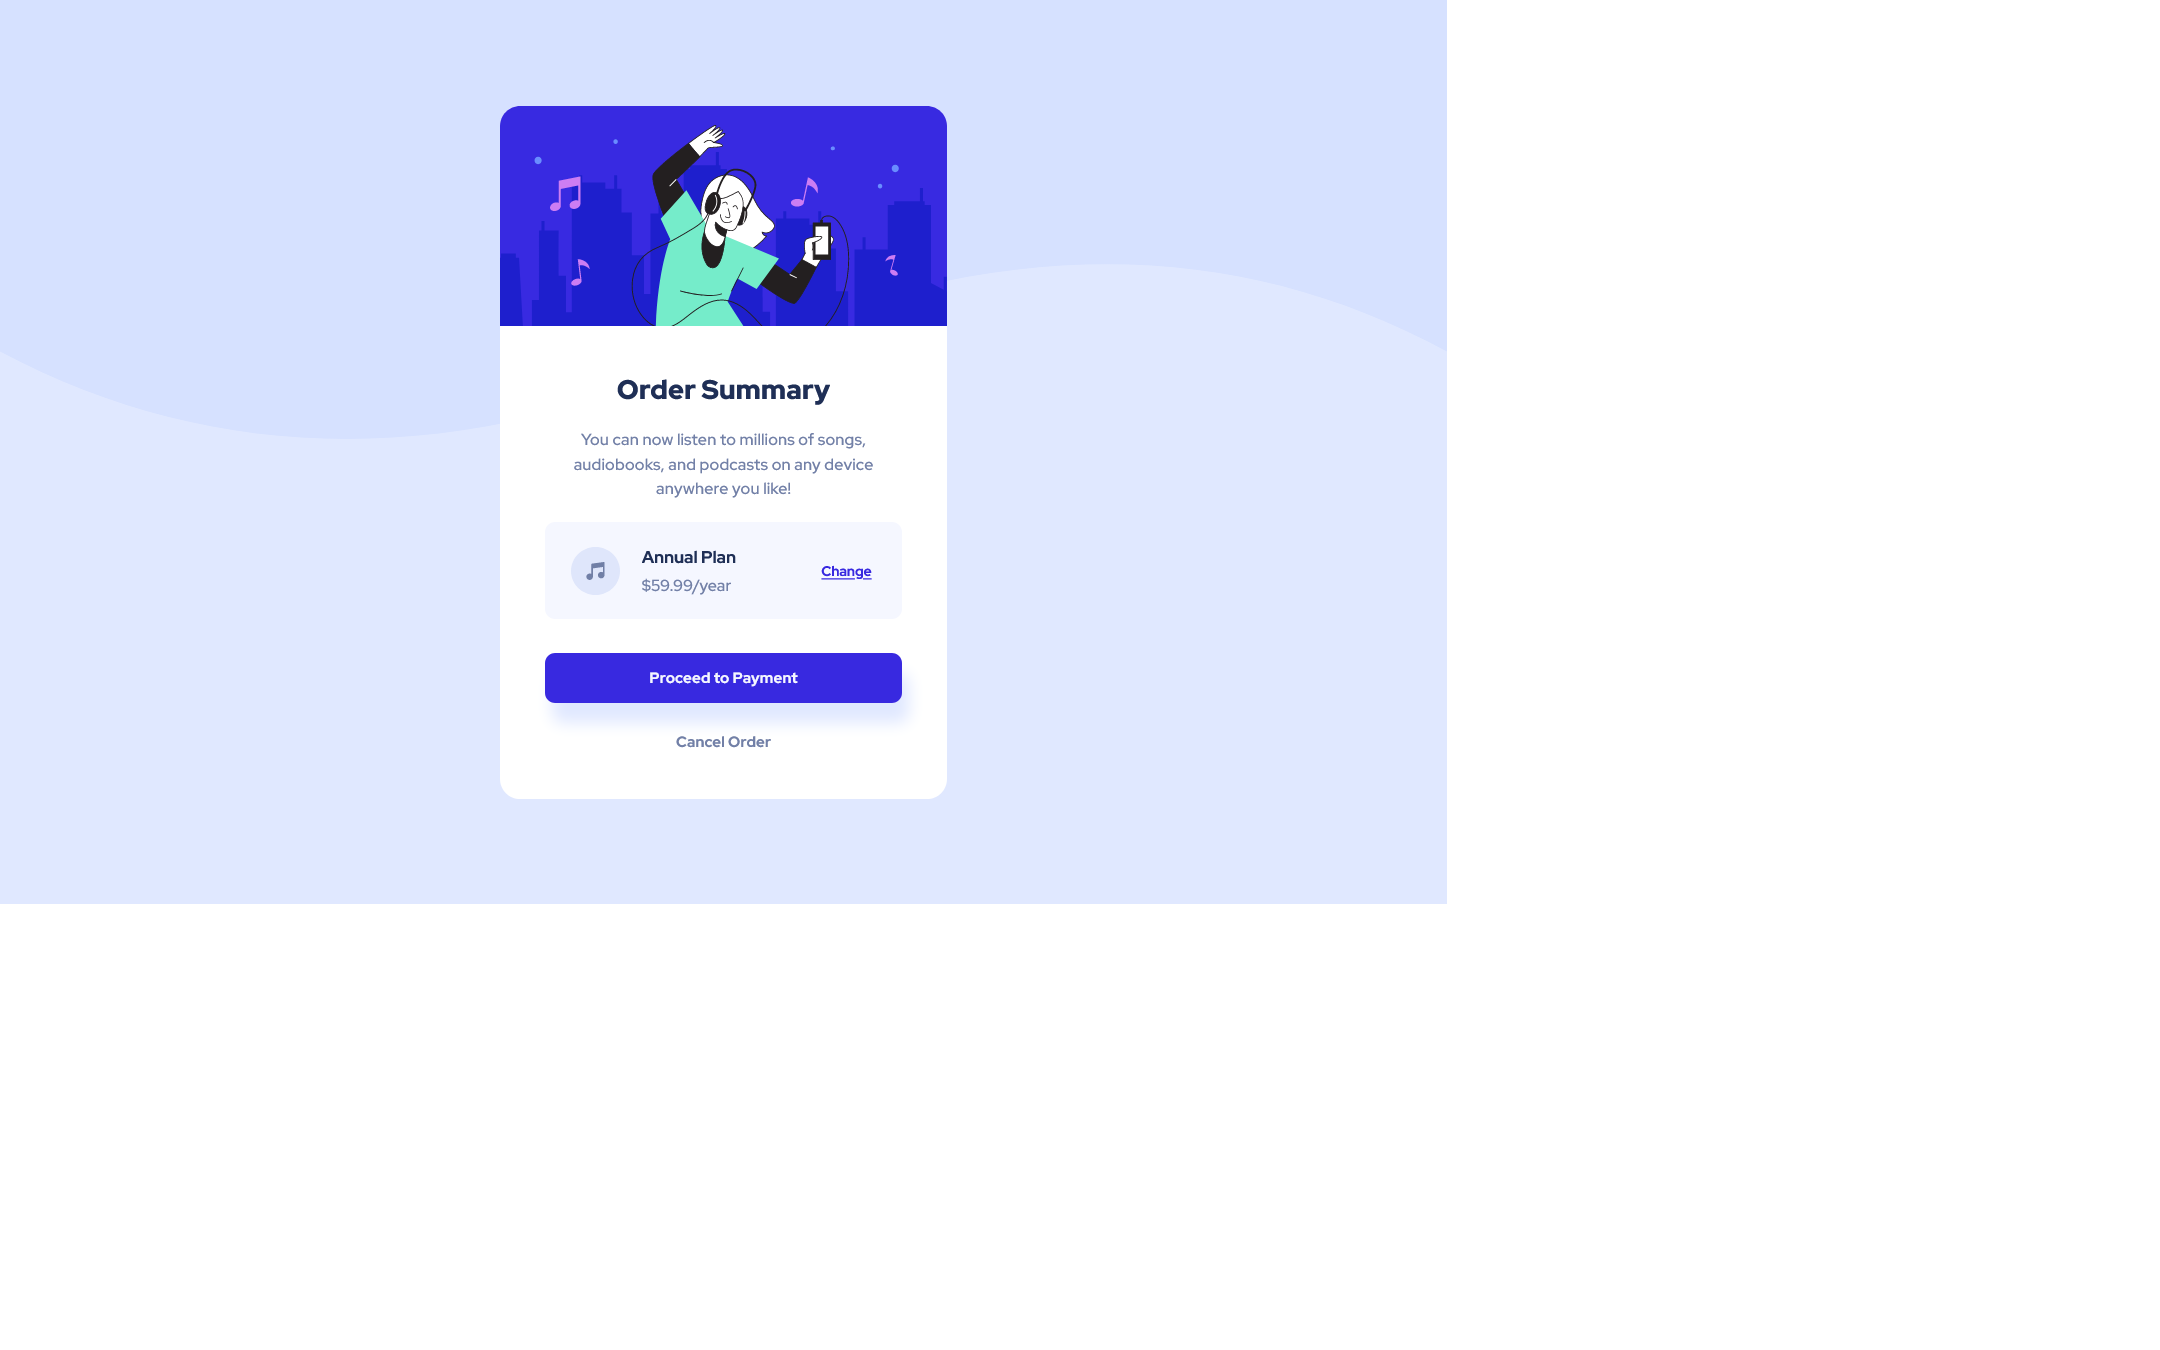 Order Summary
You can now listen to millions of songs,
audiobooks, and podcasts on any device
anywhere you like!
Annual Plan
$59.99/year
Change
Proceed to Payment
Cancel Order